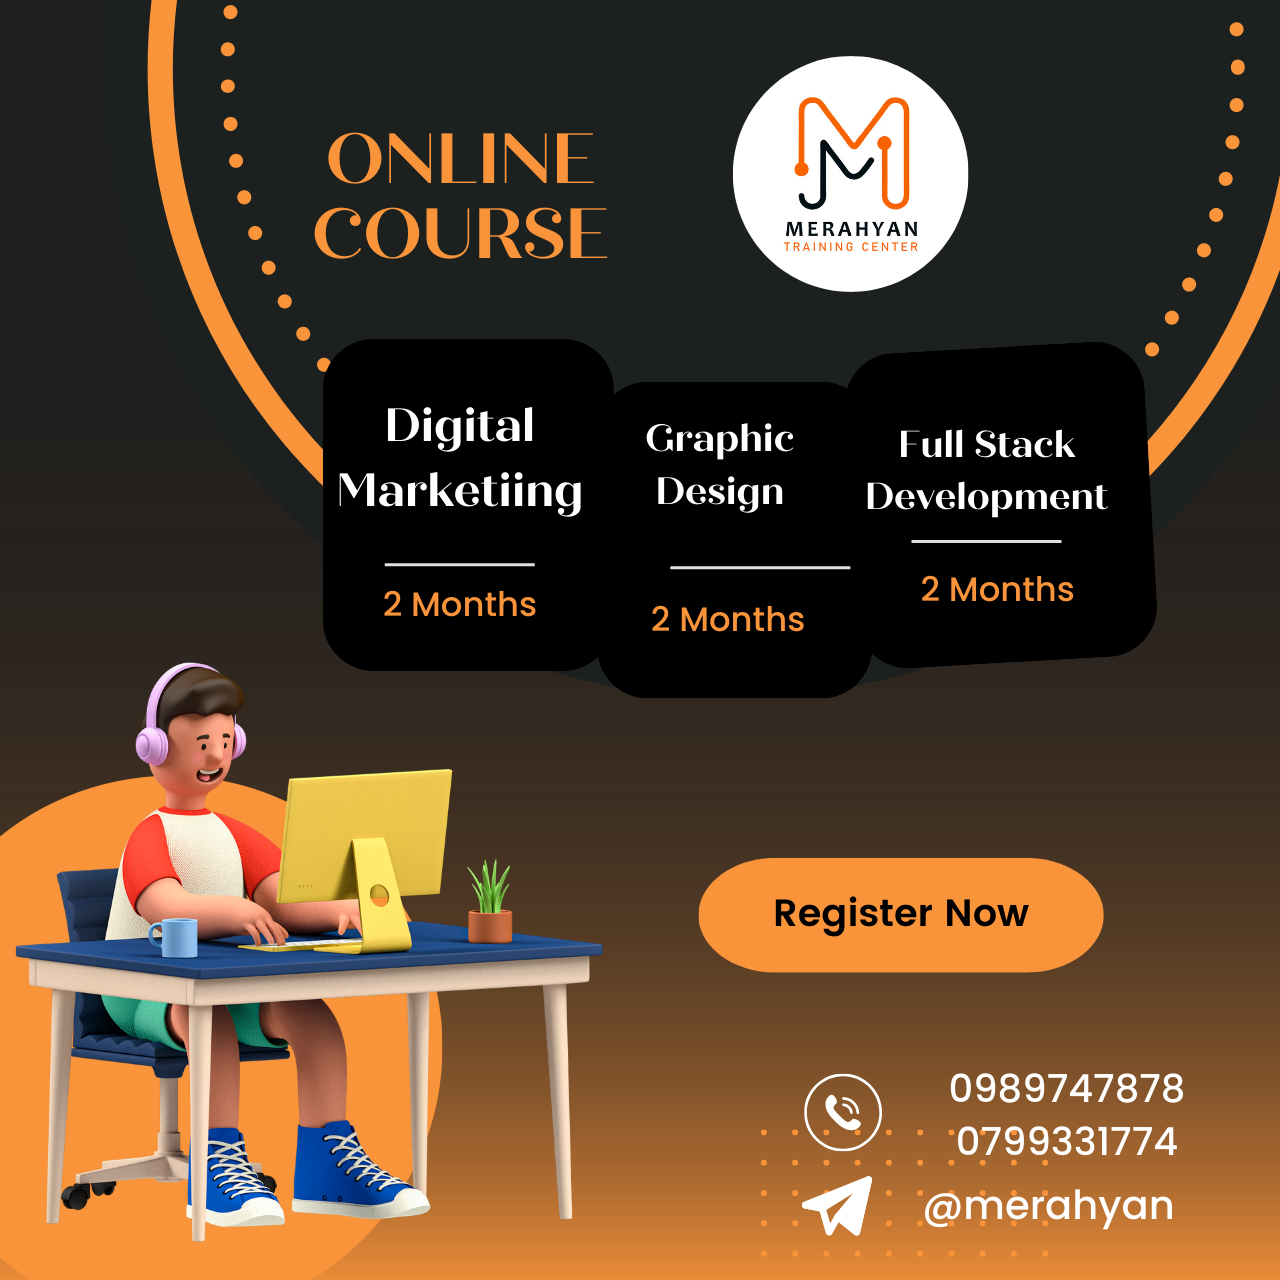 ONLINE
COURSE
MERAHYAN
TRAINING CENTER
Digital
Marketiing
2 Months
Graphic
Design
2 Months
Full Stack
Development
2 Months
Register Now
0989747878
0799331774
@merahyan